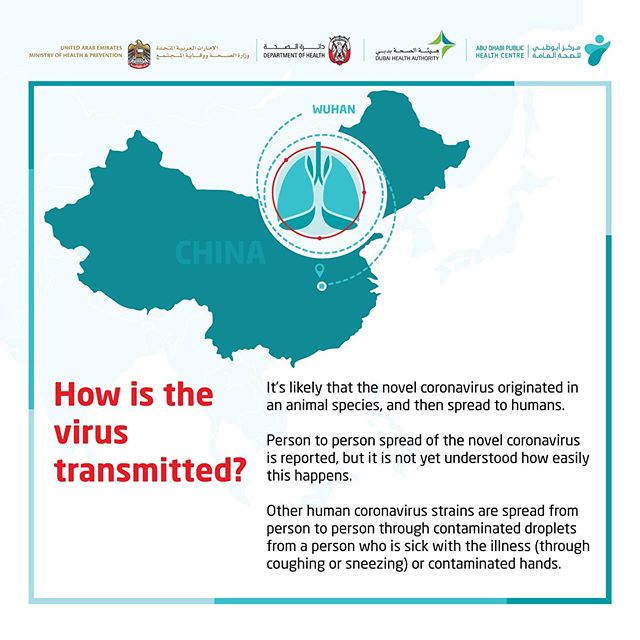 UNITED ARAB EMIRATES
MINISTRY OF HEALTH & PREVENTION
الإمارات العربية المتحدة
وزارة الصحة ووقاية المجتمع
دائرة الصحة
DEPARTMENT OF HEALTH
هيئة الصحة بدبي
DUBAI HEALTH AUTHORITY
ABU DHABI PUBLIC
HEALTH CENTRE
مركز أبوظبي
للصحة العامة
WUHAN
CHINA
How is the
virus
transmitted?
It's likely that the novel coronavirus originated in
an animal species, and then spread to humans.
Person to person spread of the novel coronavirus
is reported, but it is not yet understood how easily
this happens.
Other human coronavirus strains are spread from
person to person through contaminated droplets
from a person who is sick with the illness (through
coughing or sneezing) or contaminated hands.